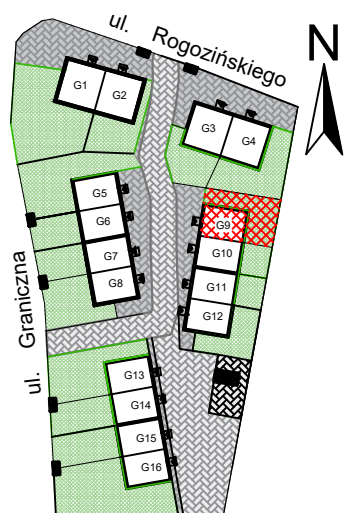 ul. Rogozińskiego
N
G1
G2
G3
G4
G5
G6
G7
G8
G9
G10
G11
G12
ul. Graniczna
G13
G14
G15
G16